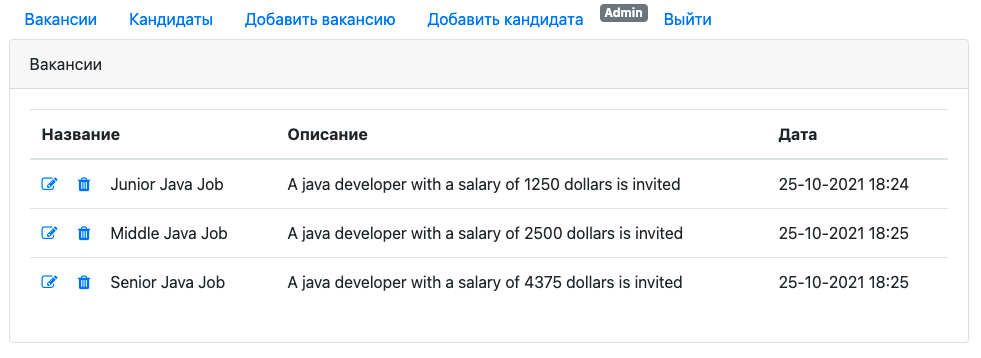 Вакансии Кандидаты Добавить вакансию Добавить кандидата Admin Выйти
Вакансии
Название Описание Дата
Junior Java Job A java developer with a salary of 1250 dollars is invited 25-10-2021 18:24
Middle Java Job A java developer with a salary of 2500 dollars is invited 25-10-2021 18:25
Senior Java Job A java developer with a salary of 4375 dollars is invited 25-10-2021 18:25